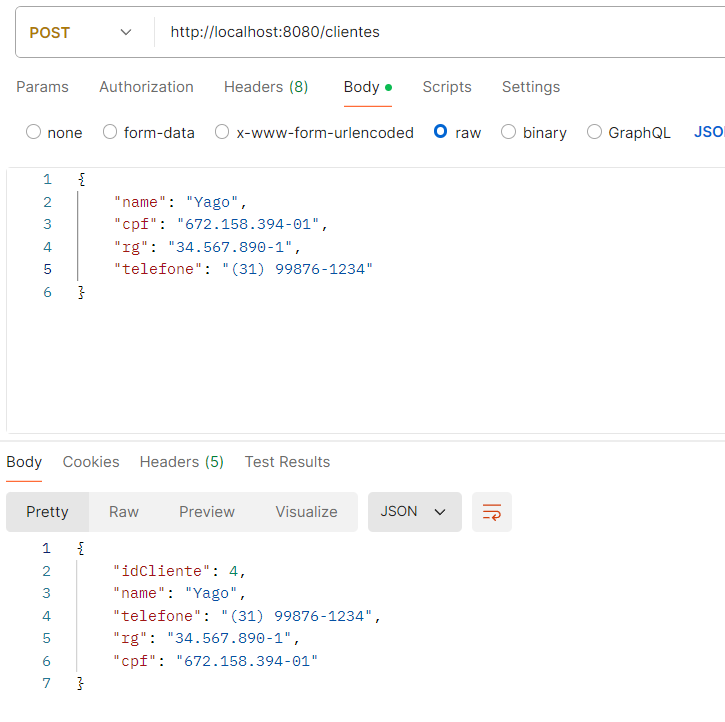 POST http://localhost:8080/clientes
Params Authorization Headers (8) Body Scripts Settings
none form-data x-www-form-urlencoded raw binary GraphQL JSO
1 {
2 "name": "Yago",
3 "cpf": "672.158.394-01",
4 "rg": "34.567.890-1",
5 "telefone": "(31) 99876-1234"
6 }
Body Cookies Headers (5) Test Results
Pretty Raw Preview Visualize JSON
1 {
2 "idCliente": 4,
3 "name": "Yago",
4 "telefone": "(31) 99876-1234",
5 "rg": "34.567.890-1",
6 "cpf": "672.158.394-01"
7 }